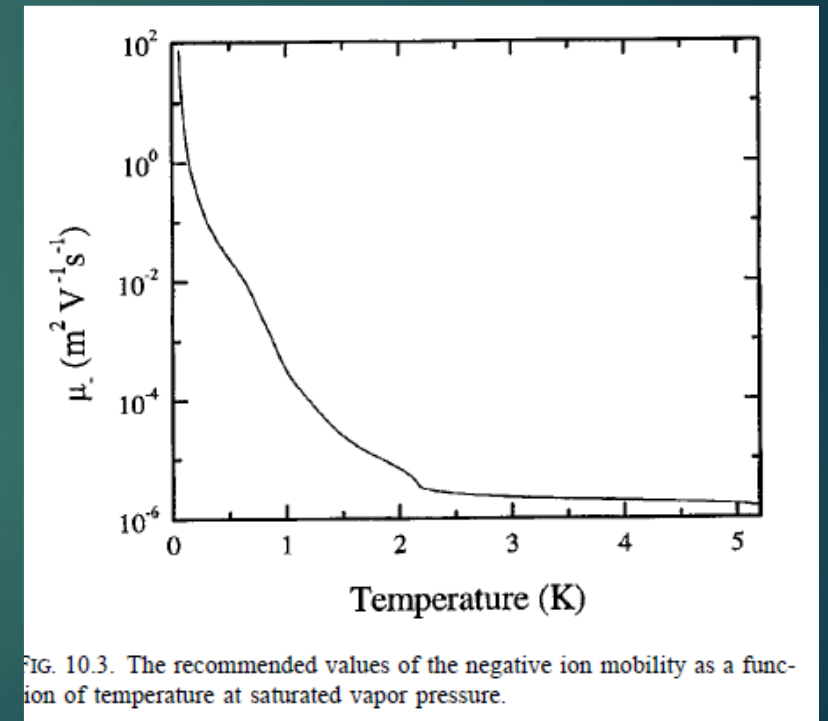 10²
10⁰
10⁻²
10⁻⁴
10⁻⁶
μ₋ (m² V⁻¹s⁻¹)
0 1 2 3 4 5
Temperature (K)
FIG. 10.3. The recommended values of the negative ion mobility as a func-
ion of temperature at saturated vapor pressure.